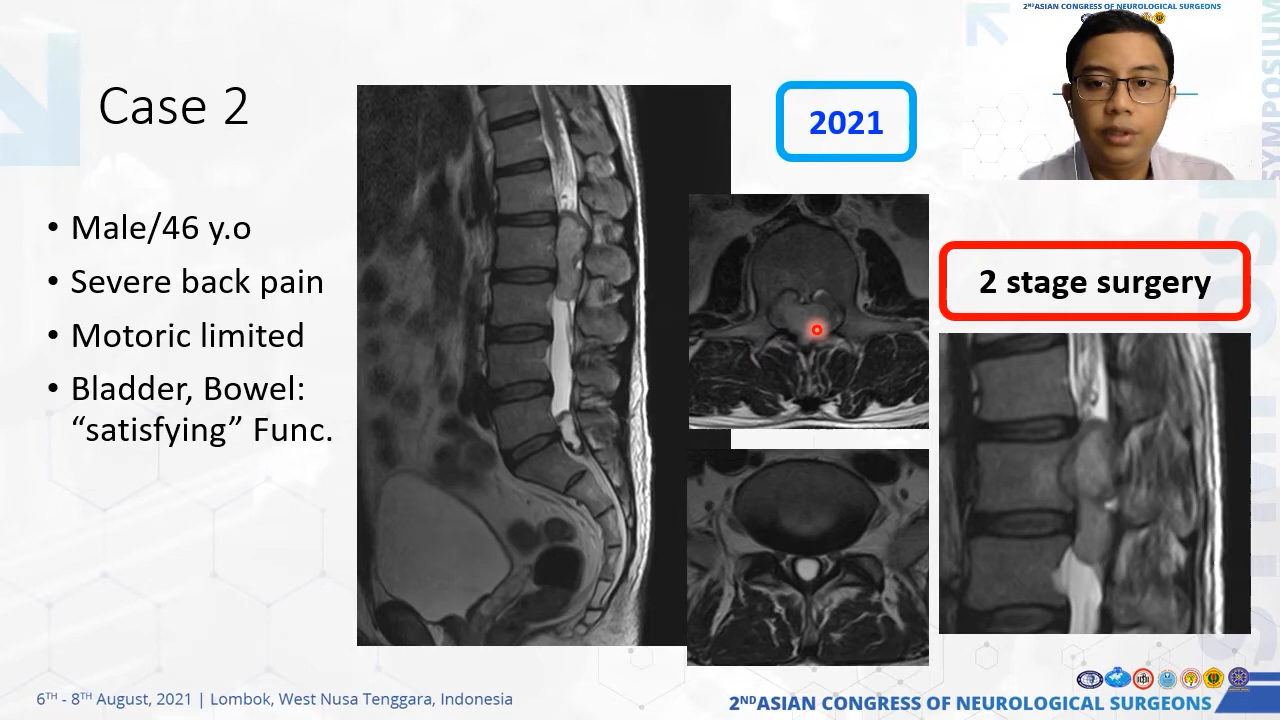 2ND ASIAN CONGRESS OF NEUROLOGICAL SURGEONS
Case 2
2021
• Male/46 y.o
• Severe back pain
• Motoric limited
• Bladder, Bowel:
“satisfying” Func.
2 stage surgery
SYMPOSIUM
6TH - 8TH August, 2021 | Lombok, West Nusa Tenggara, Indonesia
2NDASIAN CONGRESS OF NEUROLOGICAL SURGEONS